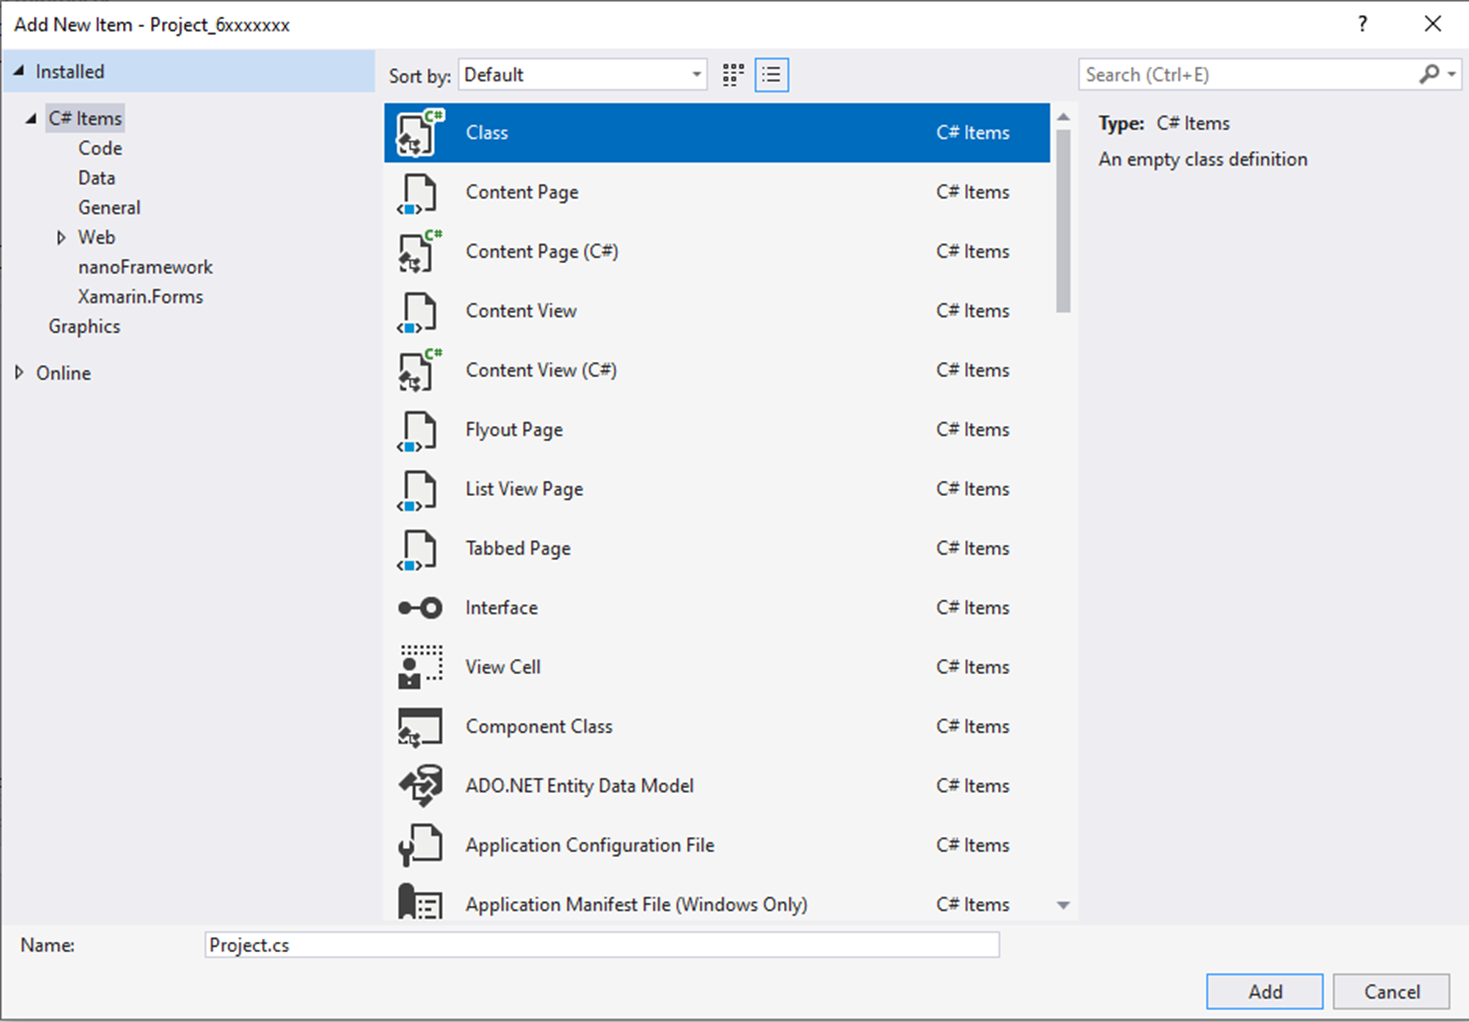 Add New Item - Project_6xxxxxxx
?
Installed
Sort by: Default
Search (Ctrl+E)
C# Items
Code
Data
General
Web
nanoFramework
Xamarin.Forms
Graphics
Online
C# Class C# Items
Content Page C# Items
C# Content Page (C#) C# Items
Content View C# Items
C# Content View (C#) C# Items
Flyout Page C# Items
List View Page C# Items
Tabbed Page C# Items
Interface C# Items
View Cell C# Items
Component Class C# Items
ADO.NET Entity Data Model C# Items
Application Configuration File C# Items
Application Manifest File (Windows Only) C# Items
Type: C# Items
An empty class definition
Name: Project.cs
Add Cancel